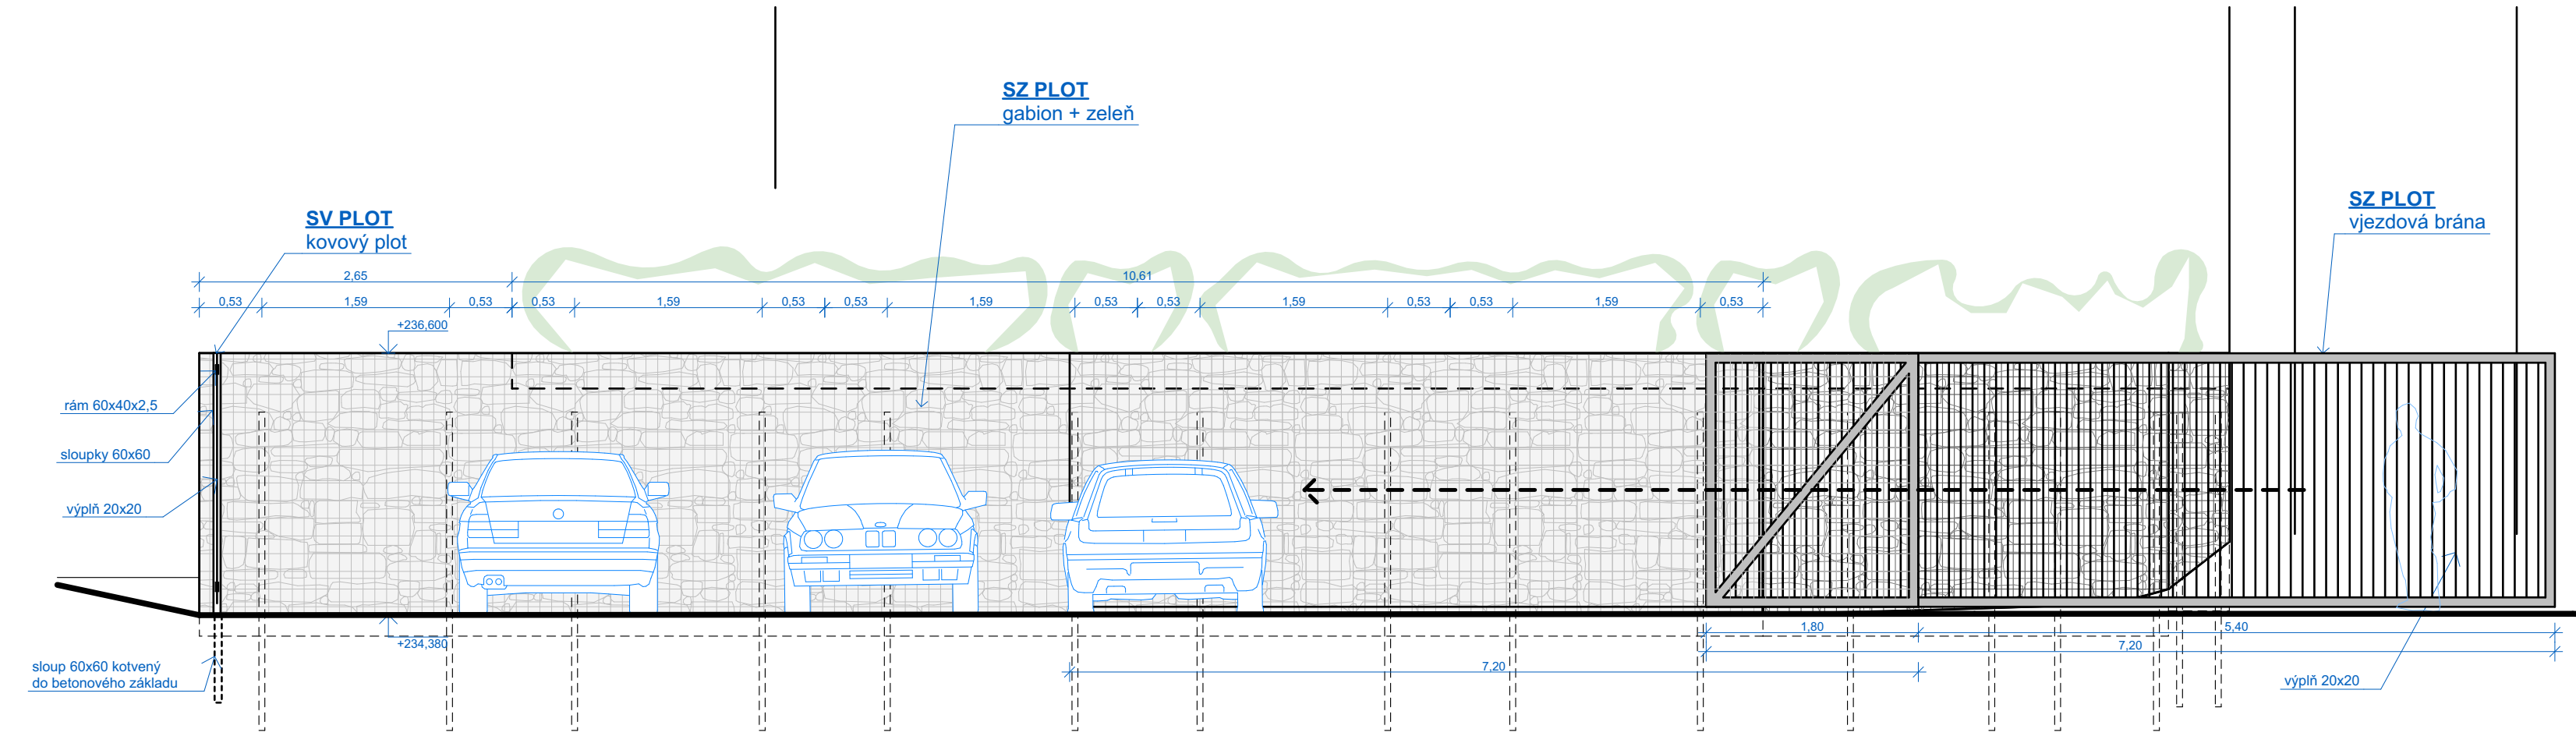 SZ PLOT
gabion + zeleň
SZ PLOT
vjezdová brána
SV PLOT
kovový plot
2,65
10,61
0,53
1,59
0,53
0,53
1,59
0,53
0,53
1,59
0,53
0,53
1,59
0,53
0,53
1,59
0,53
+236,600
rám 60x40x2,5
sloupky 60x60
výplň 20x20
1,80
5,40
+234,380
7,20
7,20
sloup 60x60 kotvený
do betonového základu
výplň 20x20